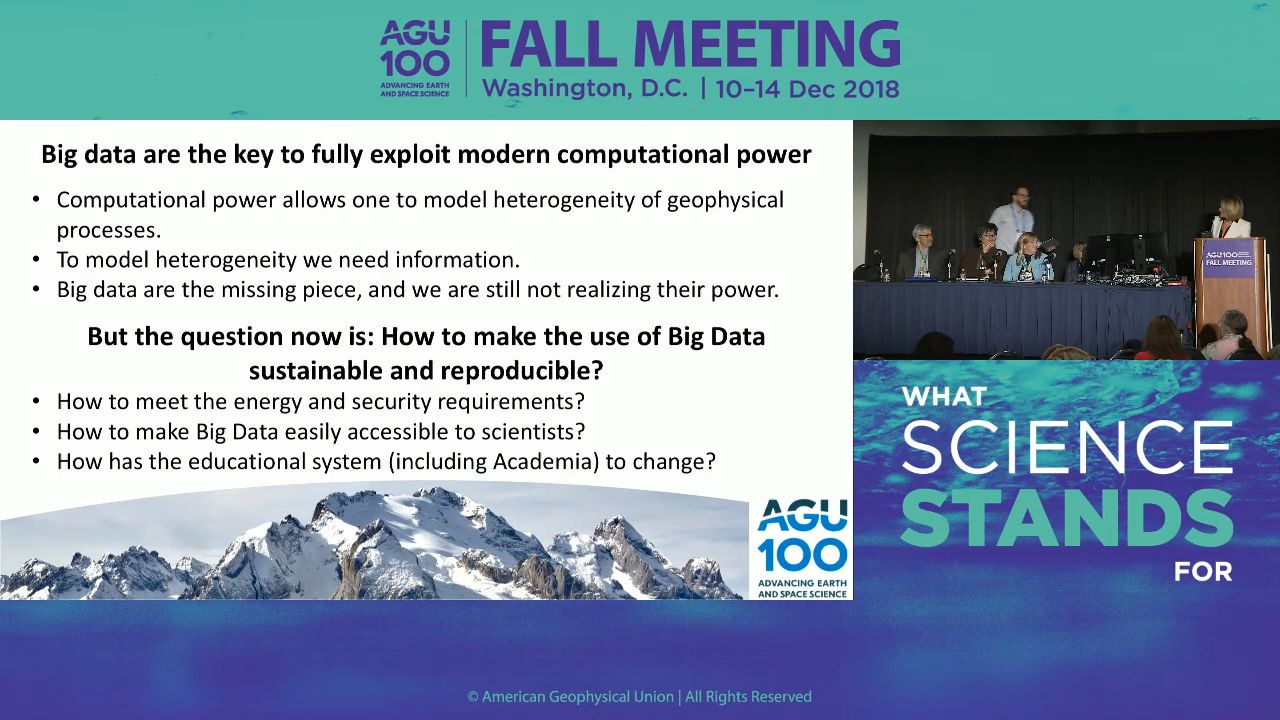 AGU
100
ADVANCING EARTH
AND SPACE SCIENCE
FALL MEETING
Washington, D.C. | 10–14 Dec 2018
Big data are the key to fully exploit modern computational power
• Computational power allows one to model heterogeneity of geophysical
processes.
• To model heterogeneity we need information.
• Big data are the missing piece, and we are still not realizing their power.
But the question now is: How to make the use of Big Data
sustainable and reproducible?
• How to meet the energy and security requirements?
• How to make Big Data easily accessible to scientists?
• How has the educational system (including Academia) to change?
AGU
100
ADVANCING EARTH
AND SPACE SCIENCE
AGU100
FALL MEETING
WHAT
SCIENCE
STANDS
FOR
© American Geophysical Union | All Rights Reserved